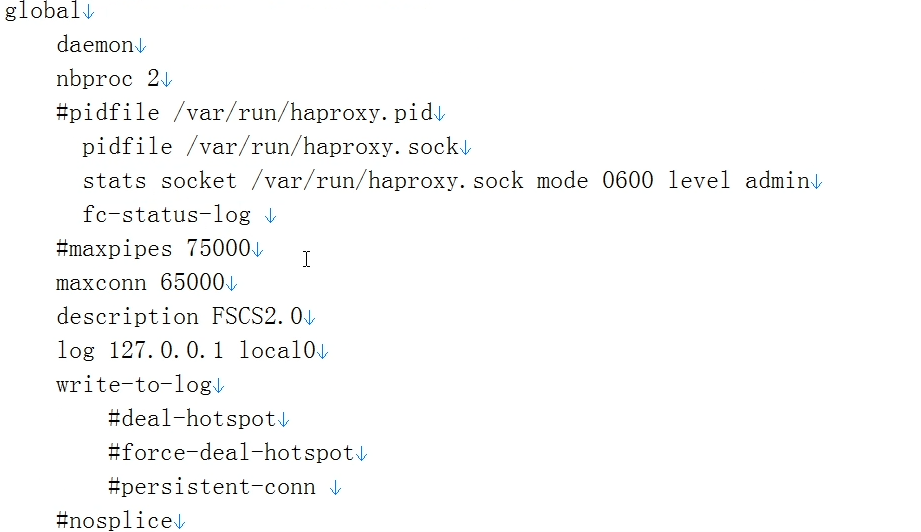 global↓
daemon↓
nbproc 2↓
#pidfile /var/run/haproxy.pid↓
pidfile /var/run/haproxy.sock↓
stats socket /var/run/haproxy.sock mode 0600 level admin↓
fc-status-log ↓
#maxpipes 75000↓
maxconn 65000↓
description FSCS2.0↓
log 127.0.0.1 local0↓
write-to-log↓
#deal-hotspot↓
#force-deal-hotspot↓
#persistent-conn ↓
#nosplice↓